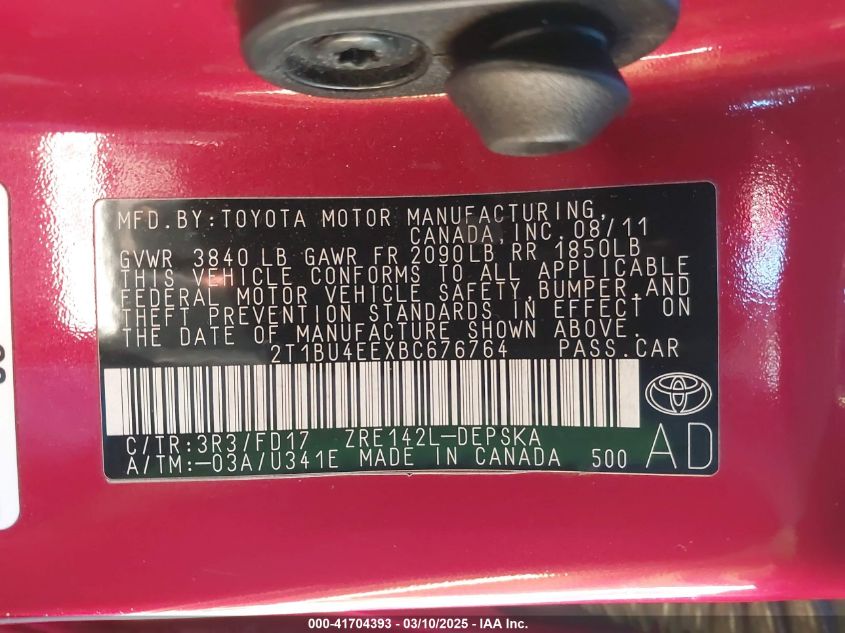 MFD.BY:TOYOTA MOTOR MANUFACTURING,
CANADA, INC. 08/11
GVWR 3840 LB GAWR FR 2090LB RR 1850LB
THIS VEHICLE CONFORMS TO ALL APPLICABLE
FEDERAL MOTOR VEHICLE SAFETY, BUMPER, AND
THEFT PREVENTION STANDARDS IN EFFECT ON
THE DATE OF MANUFACTURE SHOWN ABOVE.
2T1BU4EEXBC676764 PASS.CAR
C/TR:3R3/FD17 ZRE142L-DEPSKA
A/TM:-03A/U341E MADE IN CANADA 500
AD
000-41704393 - 03/10/2025 - IAA Inc.